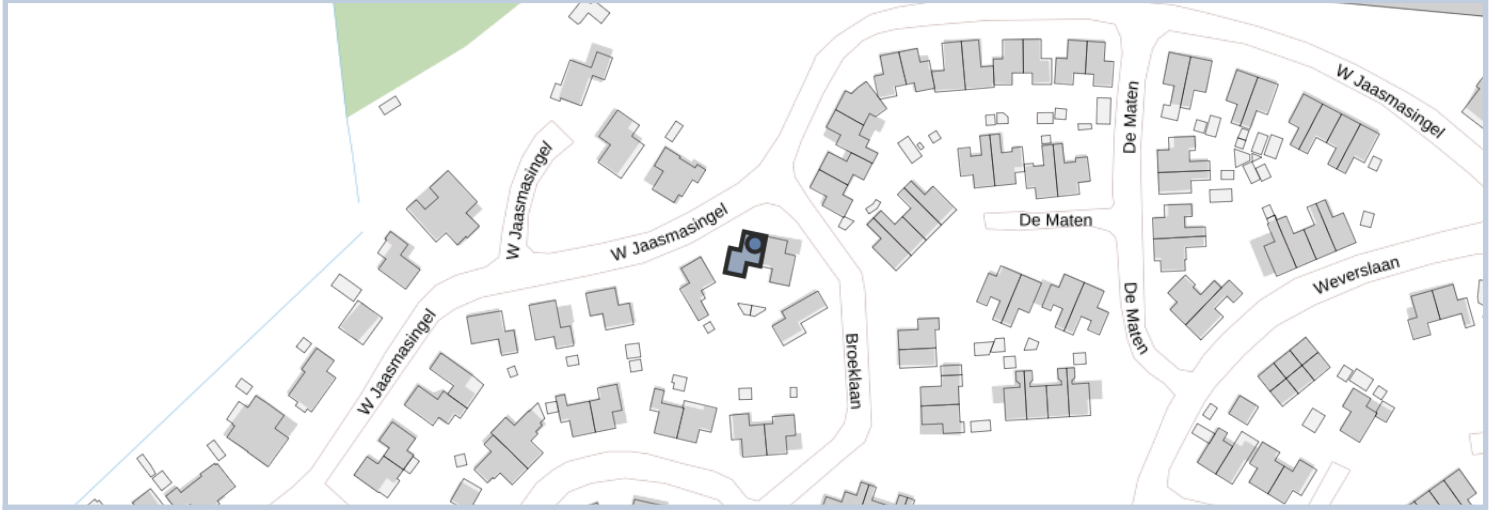 W Jaasmasingel
De Maten
W Jaasmasingel
W Jaasmasingel
De Maten
W Jaasmasingel
Weverslaan
De Maten
Broeklaan